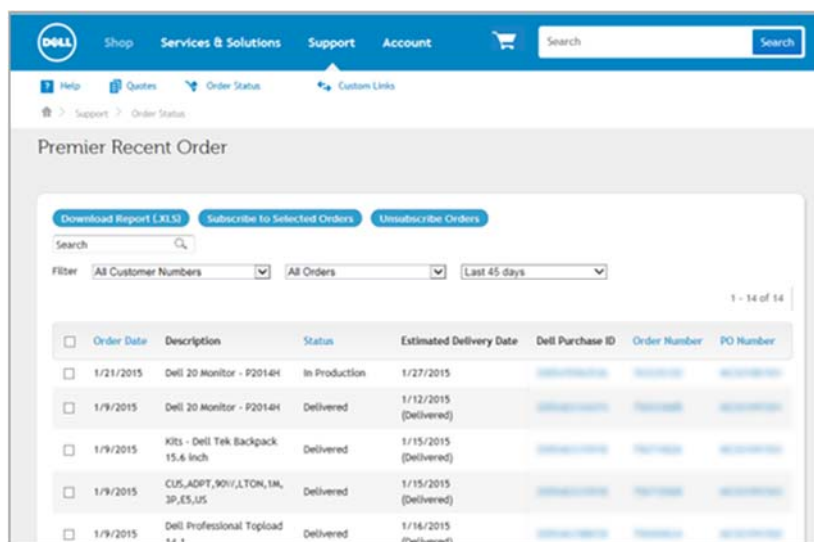 DELL Shop Services & Solutions Support Account Search Search
? Help Quotes Order Status Custom Links
> Support > Order Status
Premier Recent Order
Download Report (.XLS) Subscribe to Selected Orders Unsubscribe Orders
Search
Filter All Customer Numbers All Orders Last 45 days
1 - 14 of 14
Order Date Description Status Estimated Delivery Date Dell Purchase ID Order Number PO Number
1/21/2015 Dell 20 Monitor - P2014H In Production 1/27/2015
1/9/2015 Dell 20 Monitor - P2014H Delivered 1/12/2015
(Delivered)
1/9/2015 Kits - Dell Tek Backpack Delivered 1/15/2015
15.6 inch (Delivered)
1/9/2015 CUS,ADPT,90W,LTON,1M, Delivered 1/15/2015
3P,E5,US (Delivered)
1/9/2015 Dell Professional Topload Delivered 1/16/2015
(Delivered)